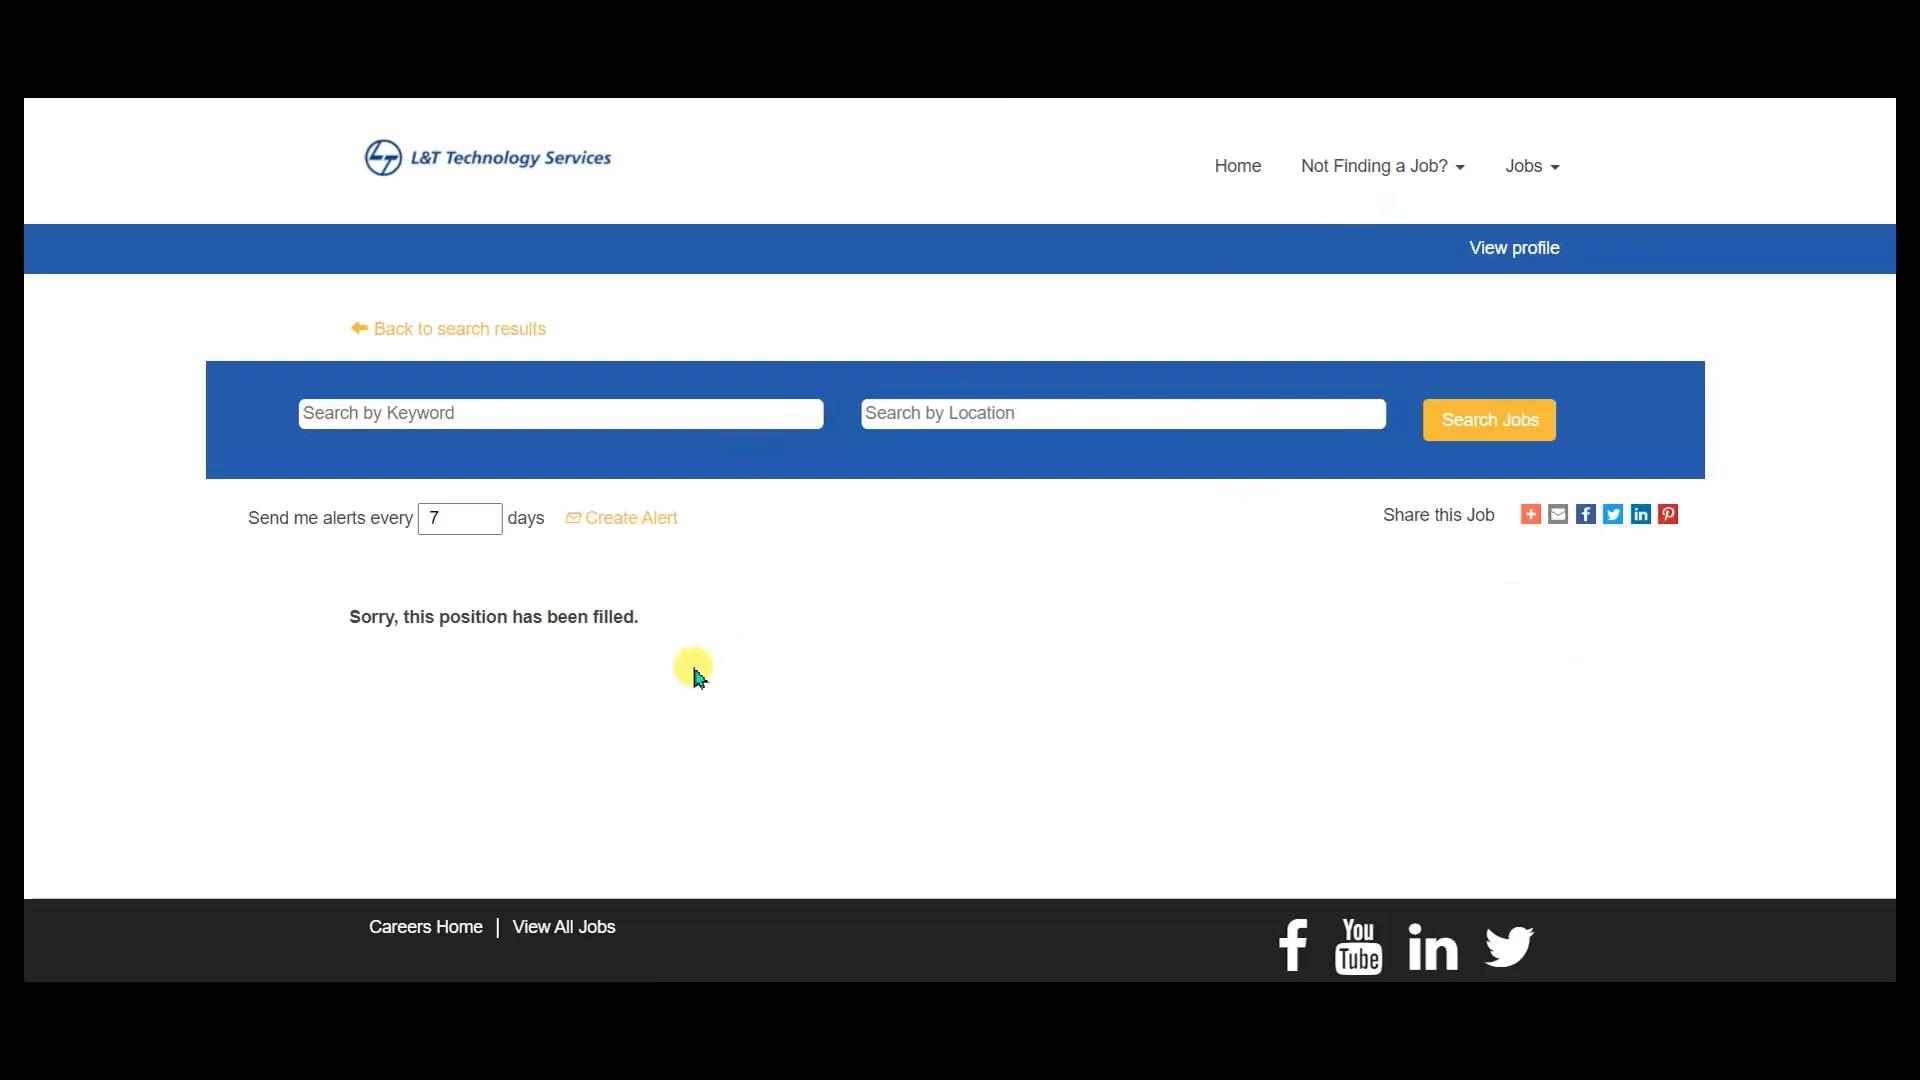 L&T Technology Services
Home
Not Finding a Job?
Jobs
View profile
Back to search results
Search by Keyword
Search by Location
Search Jobs
Send me alerts every 7 days
Create Alert
Share this Job
Sorry, this position has been filled.
Careers Home | View All Jobs
You
Tube
in